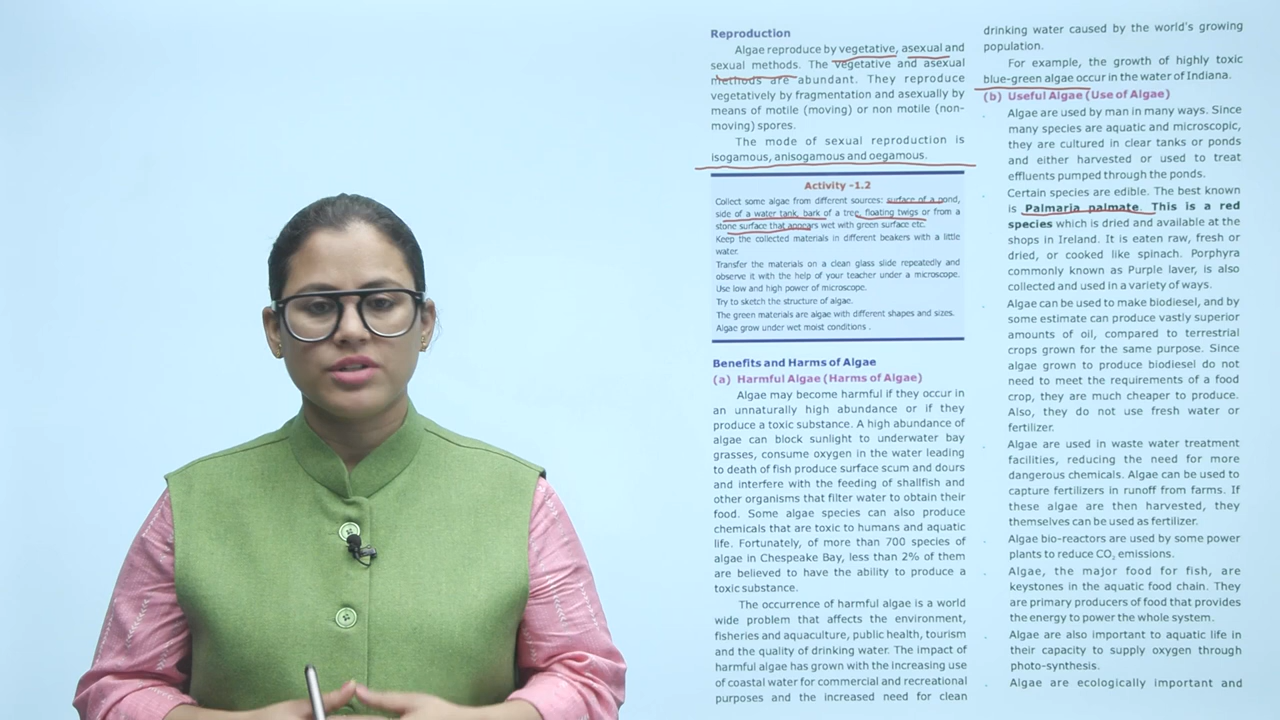 Reproduction
Algae reproduce by vegetative, asexual and
sexual methods. The vegetative and asexual
methods are abundant. They reproduce
vegetatively by fragmentation and asexually by
means of motile (moving) or non motile (non-
moving) spores.
The mode of sexual reproduction is
isogamous, anisogamous and oegamous.
Activity -1.2
Collect some algae from different sources: surface of a pond,
side of a water tank, bark of a tree, floating twigs or from a
stone surface that appears wet with green surface etc.
Keep the collected materials in different beakers with a little
water.
Transfer the materials on a clean glass slide repeatedly and
observe it with the help of your teacher under a microscope.
Use low and high power of microscope.
Try to sketch the structure of algae.
The green materials are algae with different shapes and sizes.
Algae grow under wet moist conditions .
Benefits and Harms of Algae
(a) Harmful Algae (Harms of Algae)
Algae may become harmful if they occur in
an unnaturally high abundance or if they
produce a toxic substance. A high abundance of
algae can block sunlight to underwater bay
grasses, consume oxygen in the water leading
to death of fish produce surface scum and dours
and interfere with the feeding of shallfish and
other organisms that filter water to obtain their
food. Some algae species can also produce
chemicals that are toxic to humans and aquatic
life. Fortunately, of more than 700 species of
algae in Chespeake Bay, less than 2% of them
are believed to have the ability to produce a
toxic substance.
The occurrence of harmful algae is a world
wide problem that affects the environment,
fisheries and aquaculture, public health, tourism
and the quality of drinking water. The impact of
harmful algae has grown with the increasing use
of coastal water for commercial and recreational
purposes and the increased need for clean
drinking water caused by the world's growing
population.
For example, the growth of highly toxic
blue-green algae occur in the water of Indiana.
(b) Useful Algae (Use of Algae)
Algae are used by man in many ways. Since
many species are aquatic and microscopic,
they are cultured in clear tanks or ponds
and either harvested or used to treat
effluents pumped through the ponds.
Certain species are edible. The best known
is Palmaria palmate. This is a red
species which is dried and available at the
shops in Ireland. It is eaten raw, fresh or
dried, or cooked like spinach. Porphyra
commonly known as Purple laver, is also
collected and used in a variety of ways.
Algae can be used to make biodiesel, and by
some estimate can produce vastly superior
amounts of oil, compared to terrestrial
crops grown for the same purpose. Since
algae grown to produce biodiesel do not
need to meet the requirements of a food
crop, they are much cheaper to produce.
Also, they do not use fresh water or
fertilizer.
Algae are used in waste water treatment
facilities, reducing the need for more
dangerous chemicals. Algae can be used to
capture fertilizers in runoff from farms. If
these algae are then harvested, they
themselves can be used as fertilizer.
Algae bio-reactors are used by some power
plants to reduce CO₂ emissions.
Algae, the major food for fish, are
keystones in the aquatic food chain. They
are primary producers of food that provides
the energy to power the whole system.
Algae are also important to aquatic life in
their capacity to supply oxygen through
photo-synthesis.
Algae are ecologically important and